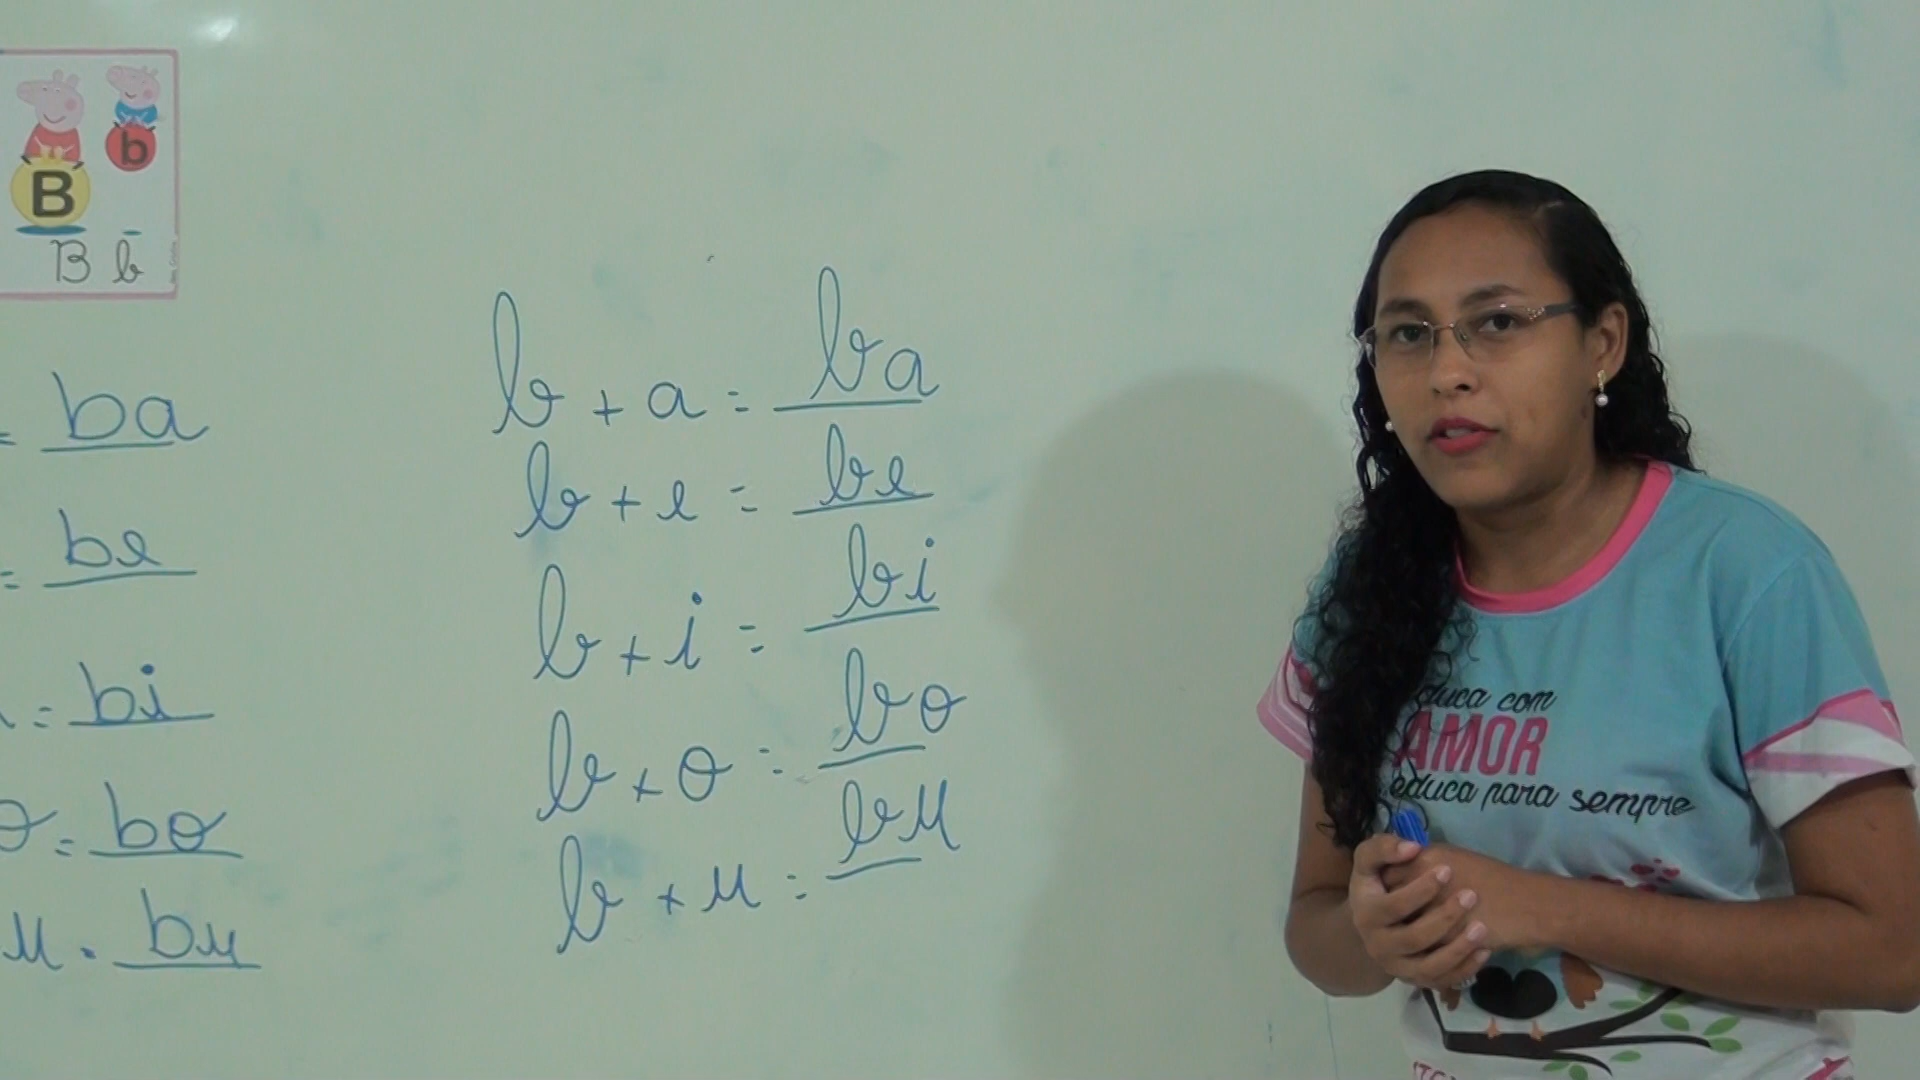 b
B
B b
= ba
= be
= bi
o = bo
u = bu
b + a = ba
b + e = be
b + i = bi
b + o = bo
b + u = bu
educa com
AMOR
educa para sempre